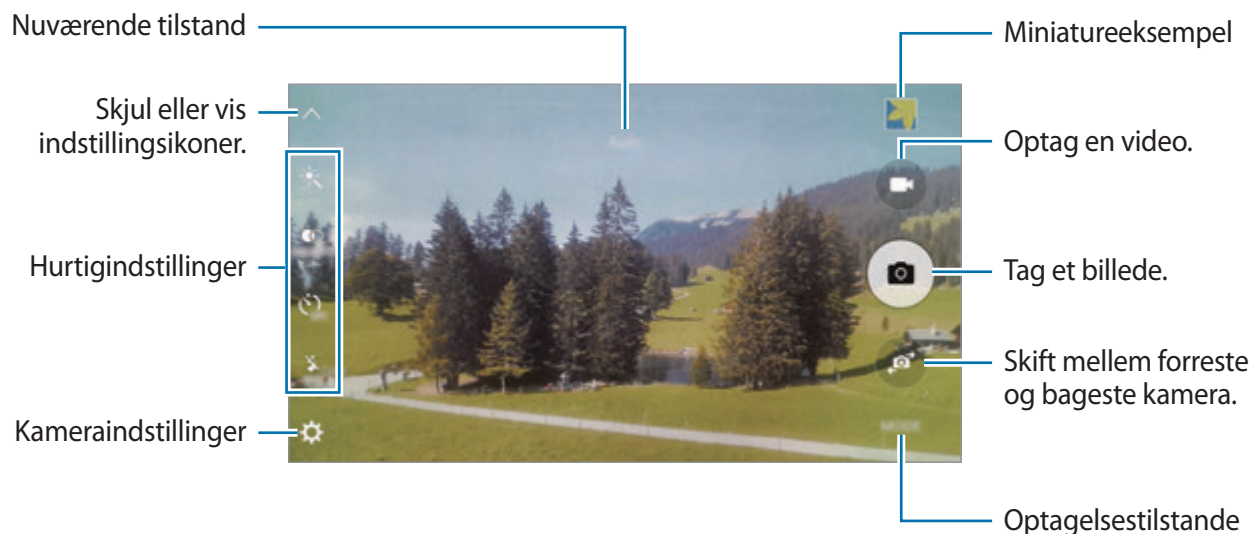 Nuværende tilstand
Skjul eller vis
indstillingsikoner.
Hurtigindstillinger
Kameraindstillinger
Miniatureeksempel
Optag en video.
Tag et billede.
Skift mellem forreste
og bageste kamera.
Optagelsestilstande